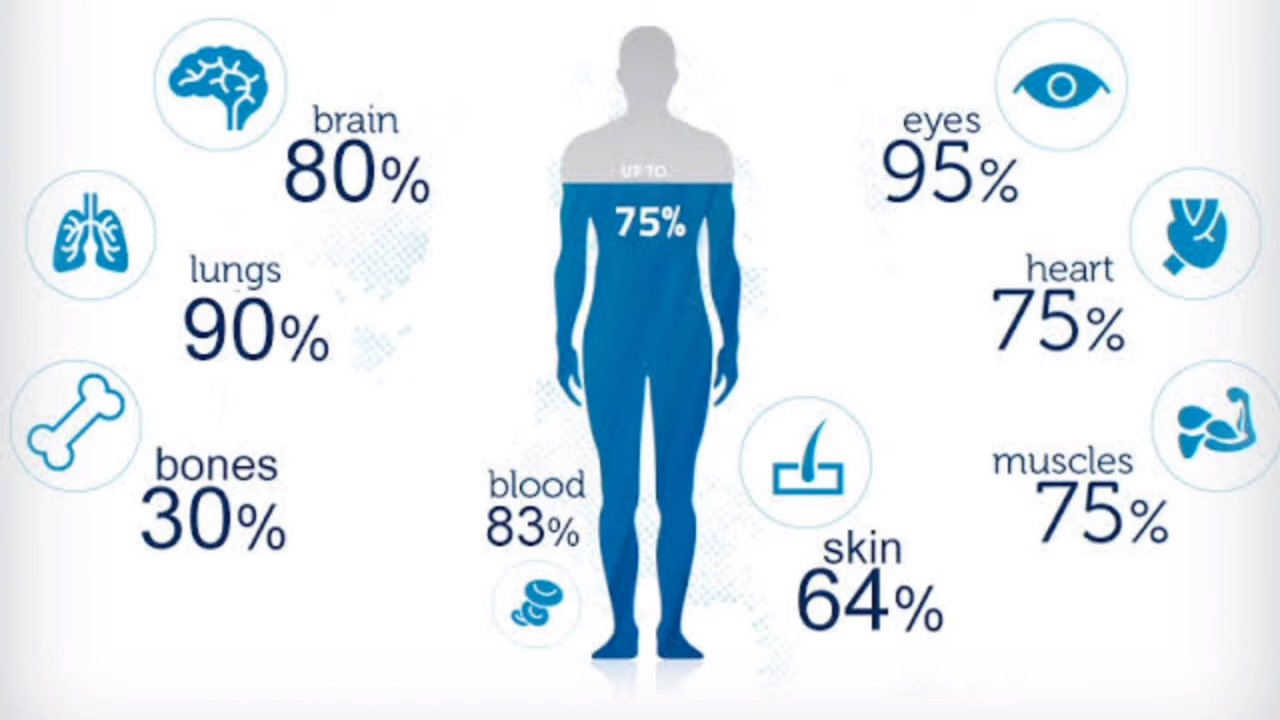 brain
80%
lungs
90%
bones
30%
UP TO
75%
blood
83%
eyes
95%
heart
75%
muscles
75%
skin
64%